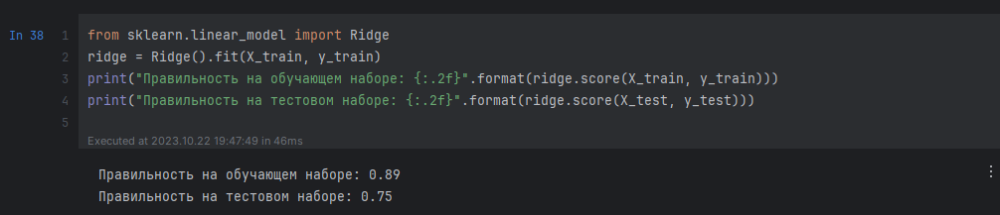 In 38
1 from sklearn.linear_model import Ridge
2 ridge = Ridge().fit(X_train, y_train)
3 print("Правильность на обучающем наборе: {:.2f}".format(ridge.score(X_train, y_train)))
4 print("Правильность на тестовом наборе: {:.2f}".format(ridge.score(X_test, y_test)))
5
Executed at 2023.10.22 19:47:49 in 46ms
Правильность на обучающем наборе: 0.89
Правильность на тестовом наборе: 0.75